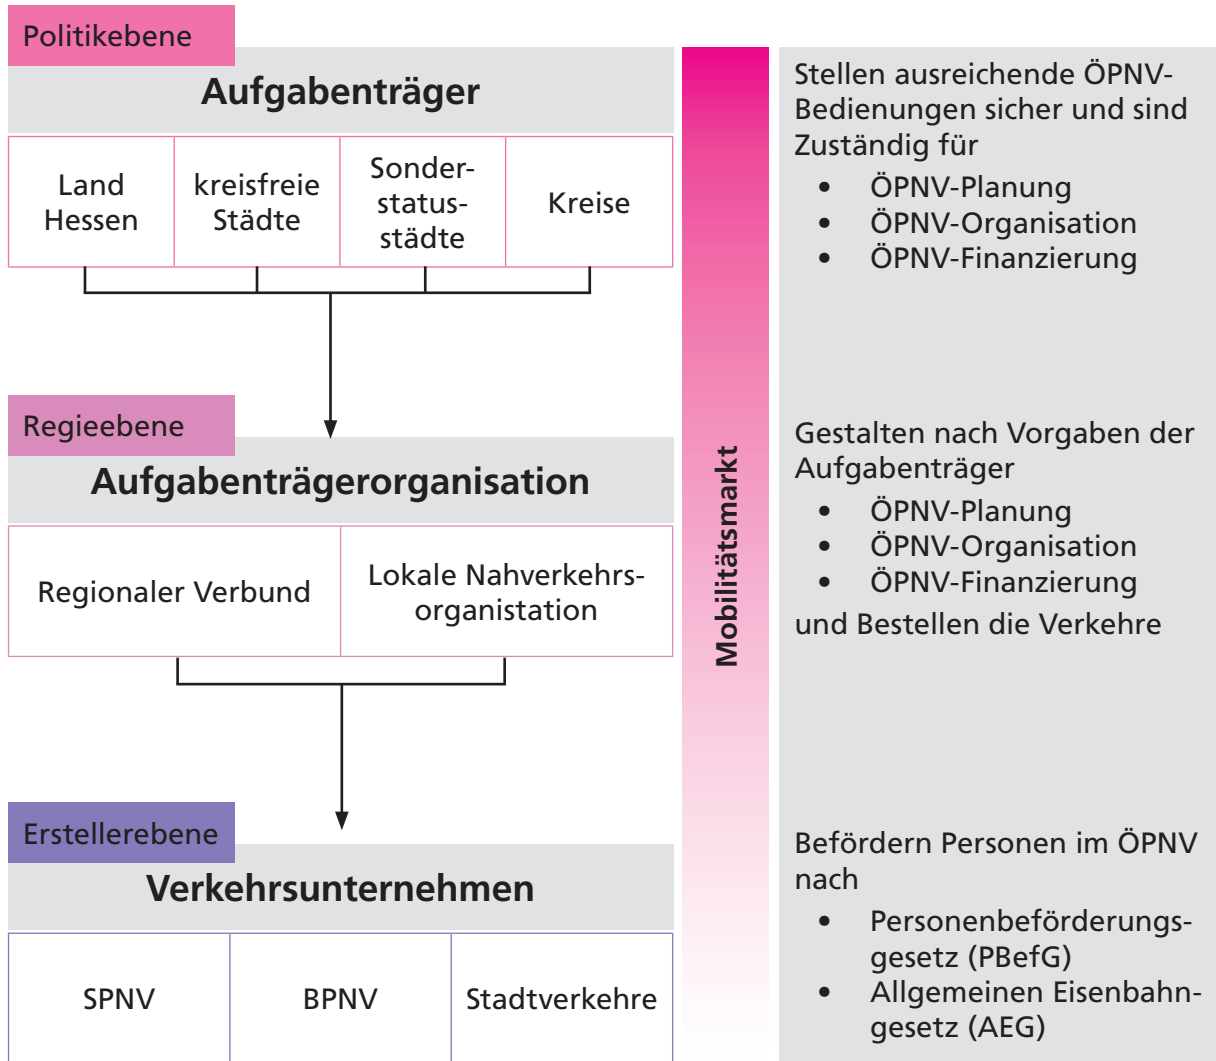 Politikebene
Aufgabenträger
Land
Hessen
kreisfreie
Städte
Sonder-
status-
städte
Kreise
Stellen ausreichende ÖPNV-
Bedienungen sicher und sind
Zuständig für
• ÖPNV-Planung
• ÖPNV-Organisation
• ÖPNV-Finanzierung
Mobilitätsmarkt
Regieebene
Aufgabenträgerorganisation
Regionaler Verbund
Lokale Nahverkehrs-
organistation
Gestalten nach Vorgaben der
Aufgabenträger
• ÖPNV-Planung
• ÖPNV-Organisation
• ÖPNV-Finanzierung
und Bestellen die Verkehre
Erstellerebene
Verkehrsunternehmen
SPNV
BPNV
Stadtverkehre
Befördern Personen im ÖPNV
nach
• Personenbeförderungs-
gesetz (PBefG)
• Allgemeinen Eisenbahn-
gesetz (AEG)